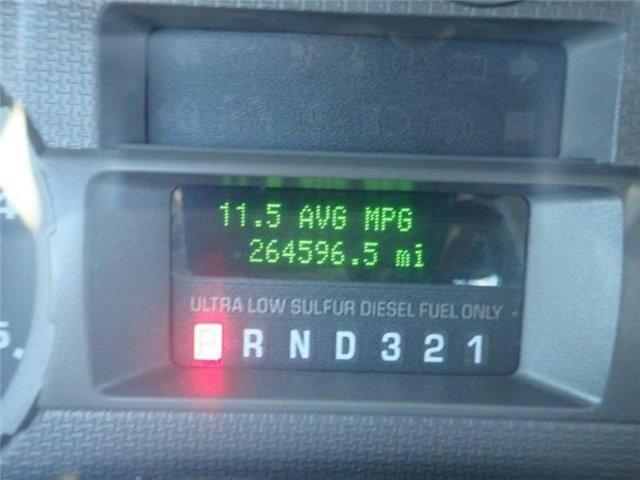 11.5 AVG MPG
264596.5 mi
ULTRA LOW SULFUR DIESEL FUEL ONLY
P R N D 3 2 1